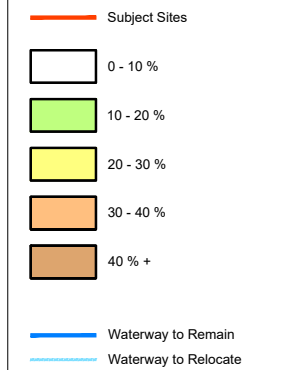 Subject Sites
0 - 10 %
10 - 20 %
20 - 30 %
30 - 40 %
40 % +
Waterway to Remain
Waterway to Relocate